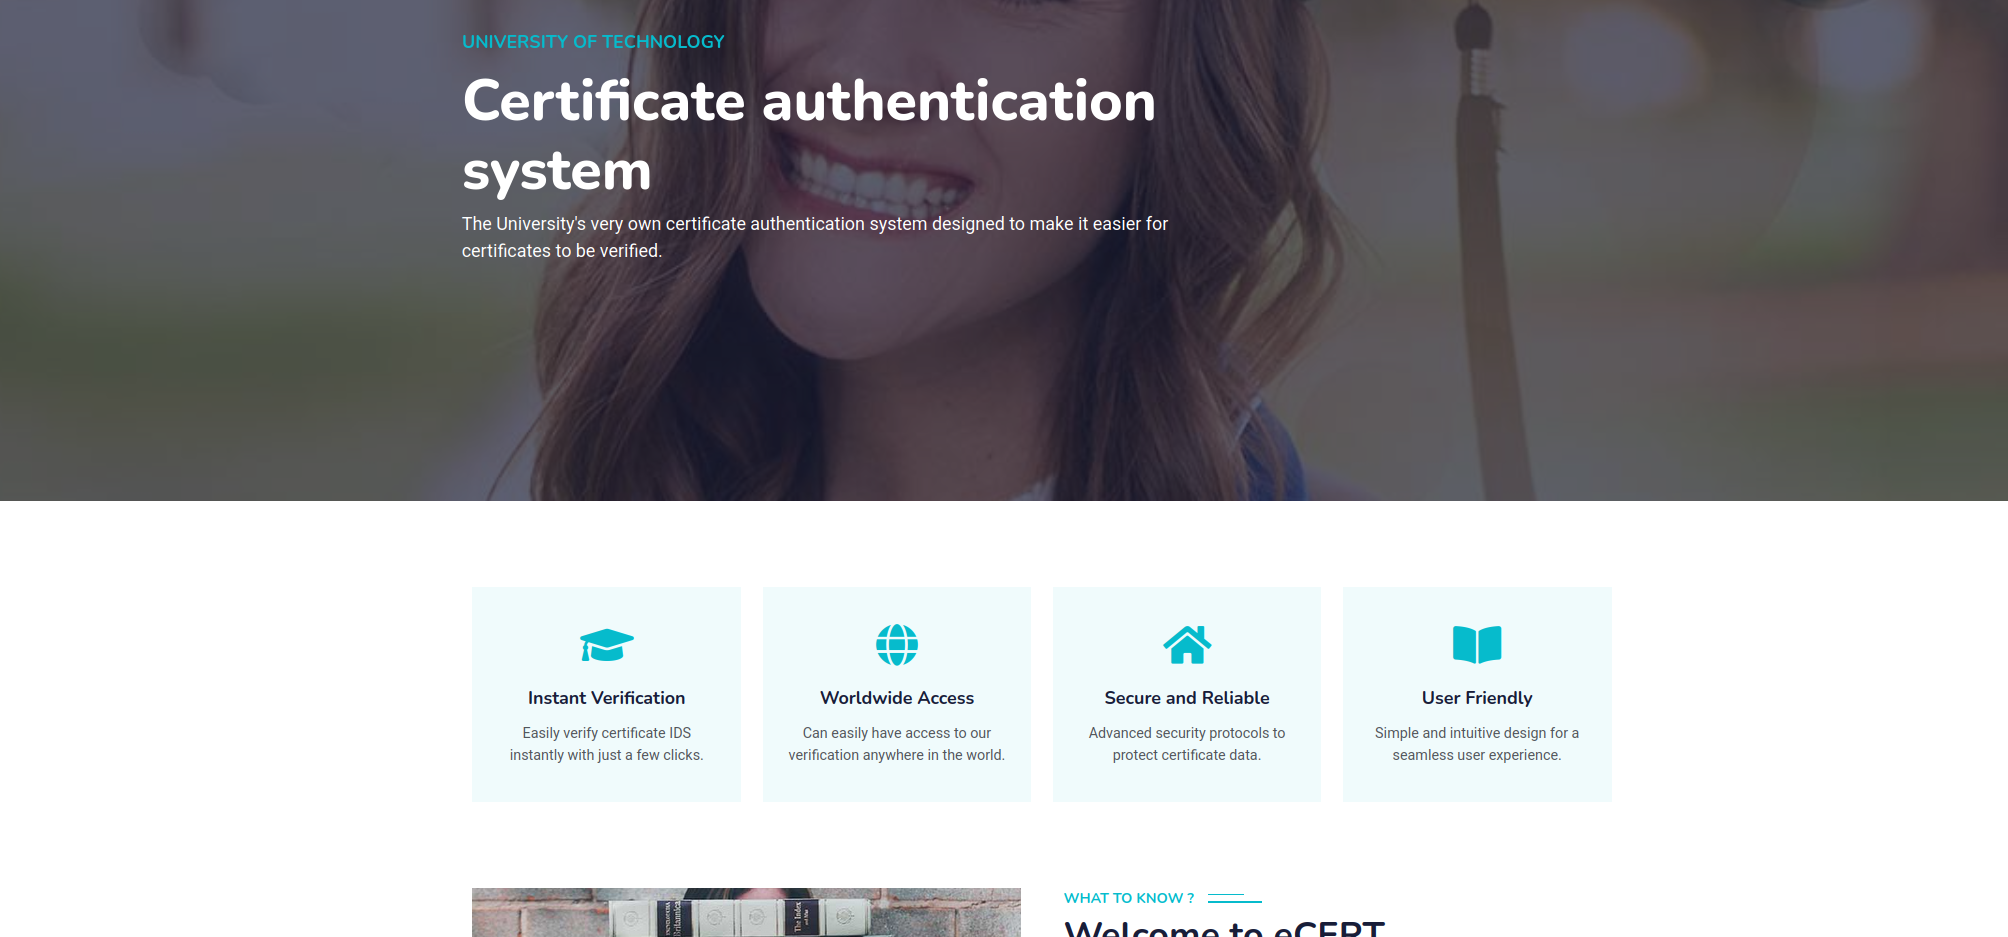 UNIVERSITY OF TECHNOLOGY
Certificate authentication
system
The University's very own certificate authentication system designed to make it easier for
certificates to be verified.
Instant Verification
Easily verify certificate IDS
instantly with just a few clicks.
Worldwide Access
Can easily have access to our
verification anywhere in the world.
Secure and Reliable
Advanced security protocols to
protect certificate data.
User Friendly
Simple and intuitive design for a
seamless user experience.
Britannica
The Index
WHAT TO KNOW ?
Welcome to eCERT